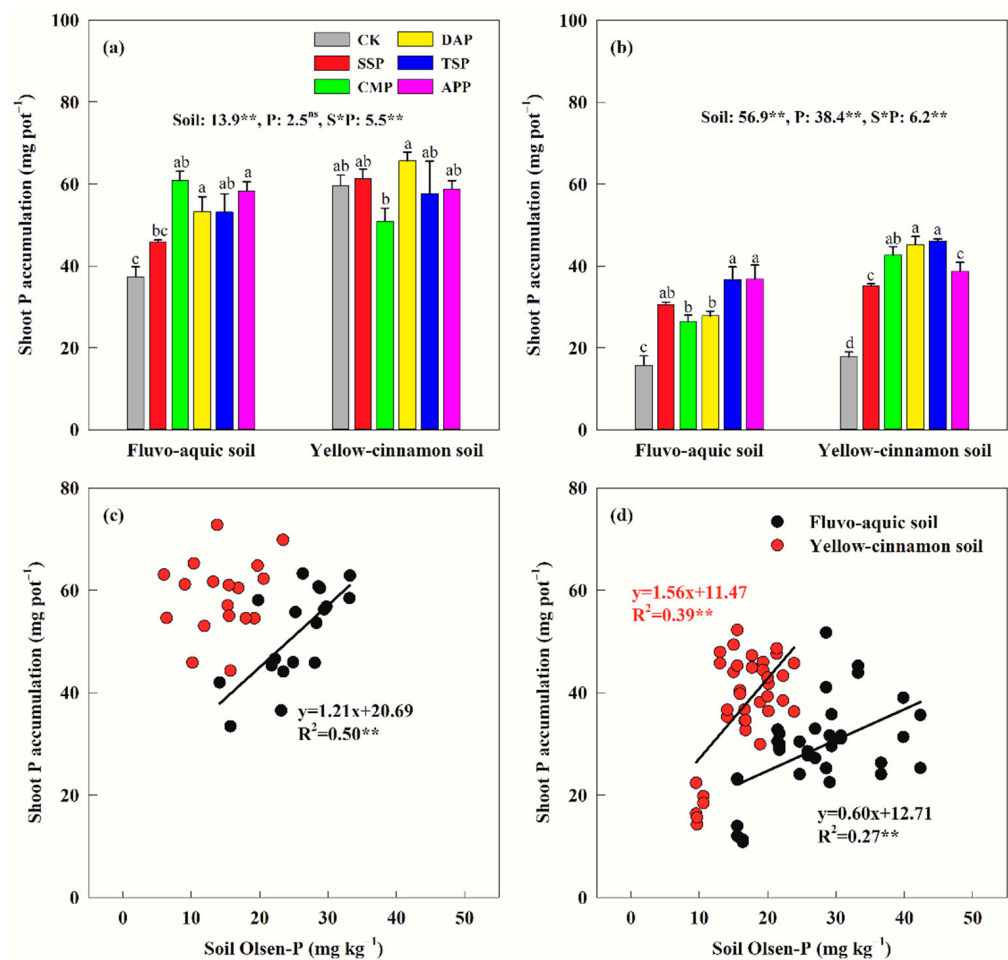 (a)
CK
DAP
SSP
TSP
CMP
APP
Soil: 13.9**, P: 2.5ns, S*P: 5.5**
100
80
60
40
20
0
Shoot P accumulation (mg pot⁻¹)
c
bc
ab
a
ab
a
ab
ab
b
a
ab
ab
Fluvo-aquic soil
Yellow-cinnamon soil
(b)
Soil: 56.9**, P: 38.4**, S*P: 6.2**
100
80
60
40
20
0
Shoot P accumulation (mg pot⁻¹)
c
ab
b
b
a
a
d
c
ab
a
a
c
Fluvo-aquic soil
Yellow-cinnamon soil
(c)
80
60
40
20
0
Shoot P accumulation (mg pot⁻¹)
y=1.21x+20.69
R²=0.50**
0 10 20 30 40 50
Soil Olsen-P (mg kg⁻¹)
(d)
Fluvo-aquic soil
Yellow-cinnamon soil
y=1.56x+11.47
R²=0.39**
80
60
40
20
0
Shoot P accumulation (mg pot⁻¹)
y=0.60x+12.71
R²=0.27**
0 10 20 30 40 50
Soil Olsen-P (mg kg⁻¹)